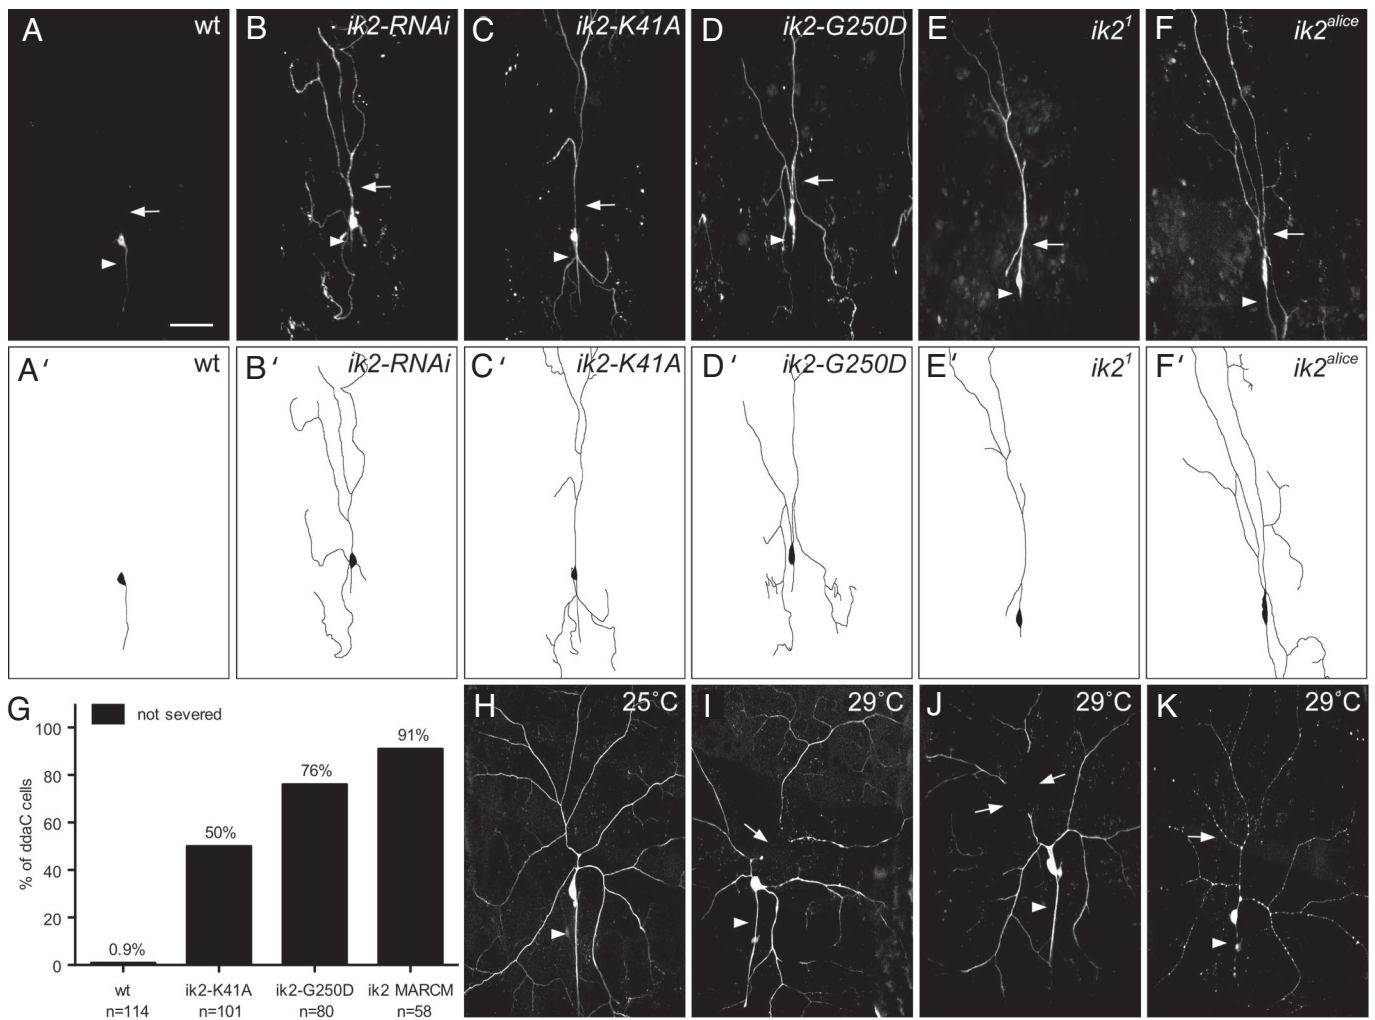 A wt
B ik2-RNAi
C ik2-K41A
D ik2-G250D
E ik2¹
F ik2alice
A′ wt
B′ ik2-RNAi
C′ ik2-K41A
D′ ik2-G250D
E′ ik2¹
F′ ik2alice
G
not severed
% of ddaC cells
100
80
60
40
20
0
0.9%
50%
76%
91%
wt ik2-K41A ik2-G250D ik2 MARCM
n=114 n=101 n=80 n=58
H 25°C
I 29°C
J 29°C
K 29°C